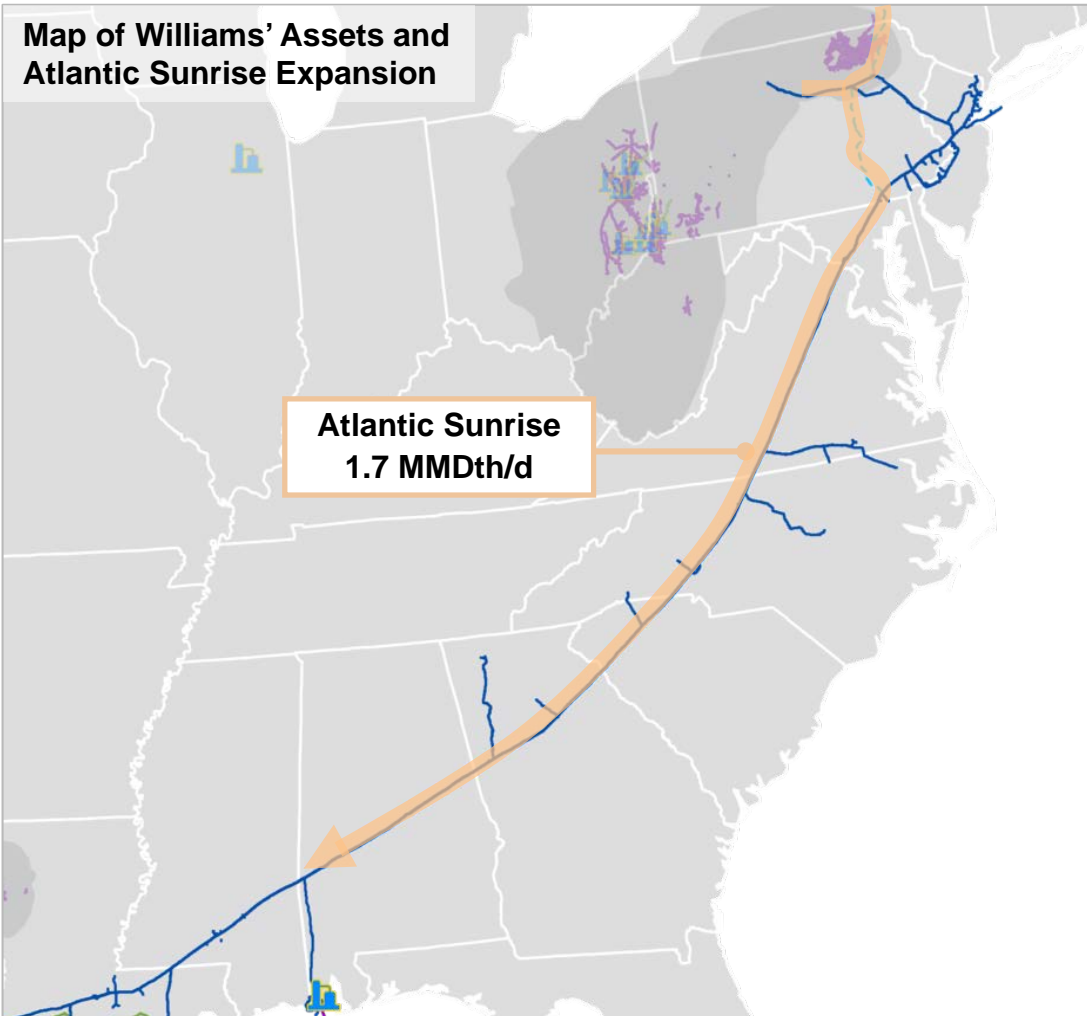 Map of Williams’ Assets and
Atlantic Sunrise Expansion
Atlantic Sunrise
1.7 MMDth/d